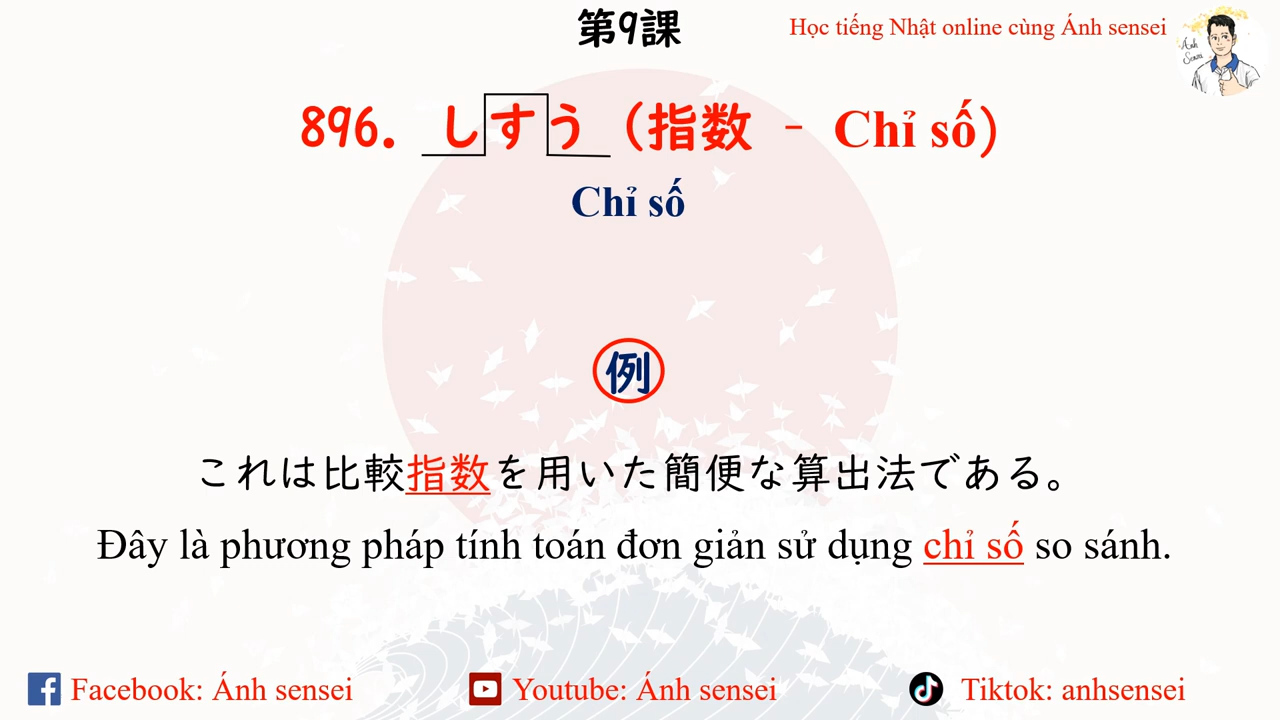 第9課
Học tiếng Nhật online cùng Ánh sensei
Ánh
Sensei
896. しすう (指数 - Chỉ số)
Chỉ số
例
これは比較指数を用いた簡便な算出法である。
Đây là phương pháp tính toán đơn giản sử dụng chỉ số so sánh.
Facebook: Ánh sensei
Youtube: Ánh sensei
Tiktok: anhsensei